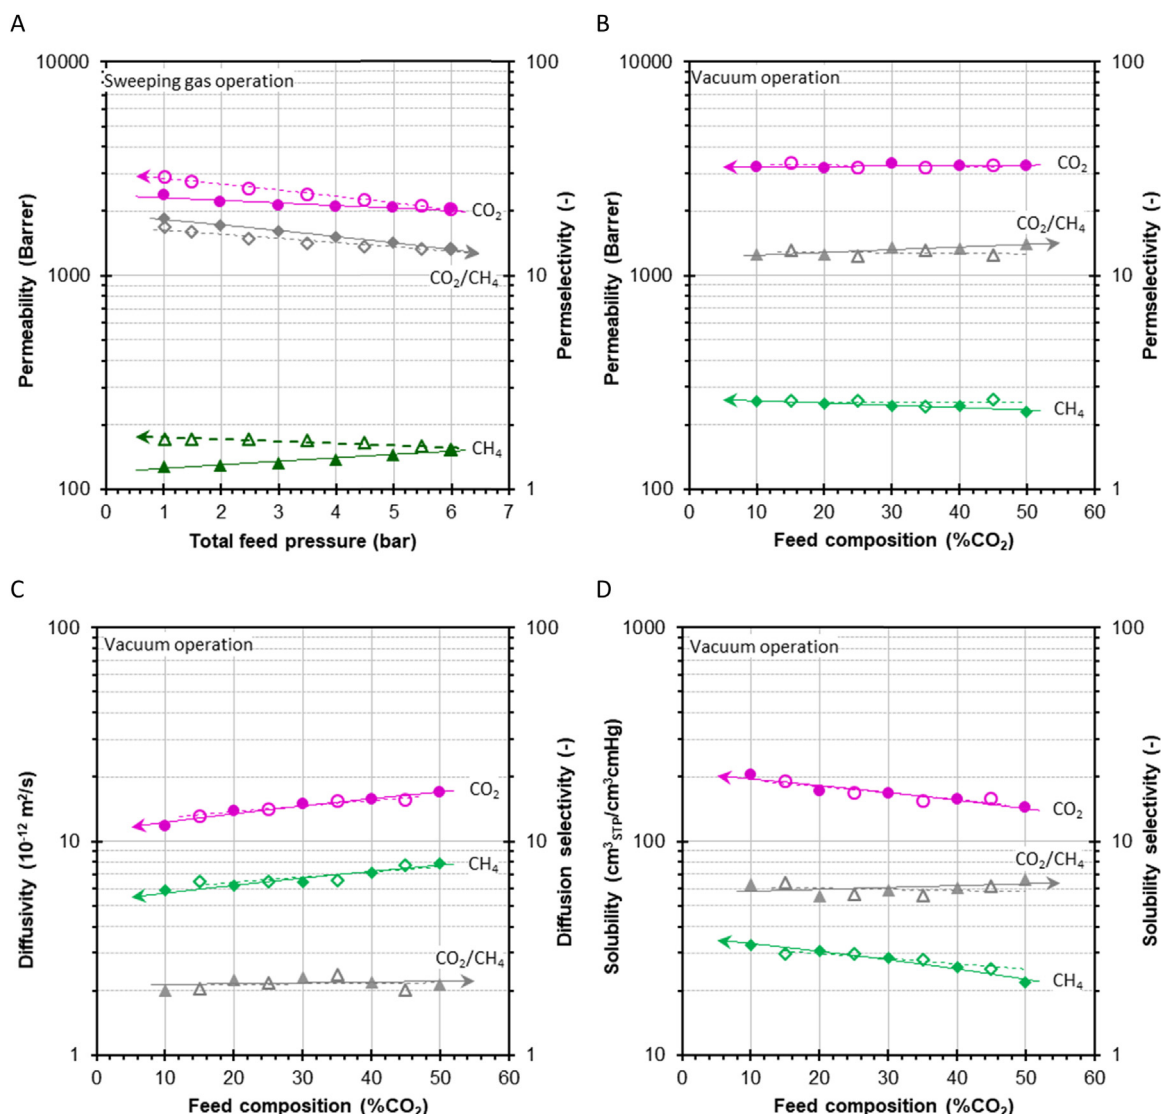 A
Sweeping gas operation
10000
1000
100
Permeability (Barrer)
100
10
1
Permselectivity (-)
CO₂
CO₂/CH₄
CH₄
0 1 2 3 4 5 6 7
Total feed pressure (bar)
B
Vacuum operation
10000
1000
100
Permeability (Barrer)
100
10
1
Permselectivity (-)
CO₂
CO₂/CH₄
CH₄
0 10 20 30 40 50 60
Feed composition (%CO₂)
C
Vacuum operation
100
10
1
Diffusivity (10⁻¹² m²/s)
100
10
1
Diffusion selectivity (-)
CO₂
CH₄
CO₂/CH₄
0 10 20 30 40 50 60
Feed composition (%CO₂)
D
Vacuum operation
1000
100
10
Solubility (cm³STP/cm³cmHg)
100
10
1
Solubility selectivity (-)
CO₂
CO₂/CH₄
CH₄
0 10 20 30 40 50 60
Feed composition (%CO₂)